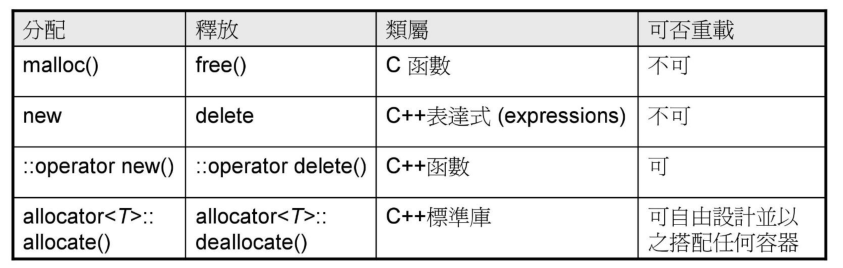 分配 釋放 類屬 可否重載
malloc() free() C 函數 不可
new delete C++表達式 (expressions) 不可
::operator new() ::operator delete() C++函數 可
allocator<T>:: allocator<T>:: C++標準庫 可自由設計並以
allocate() deallocate() 之搭配任何容器